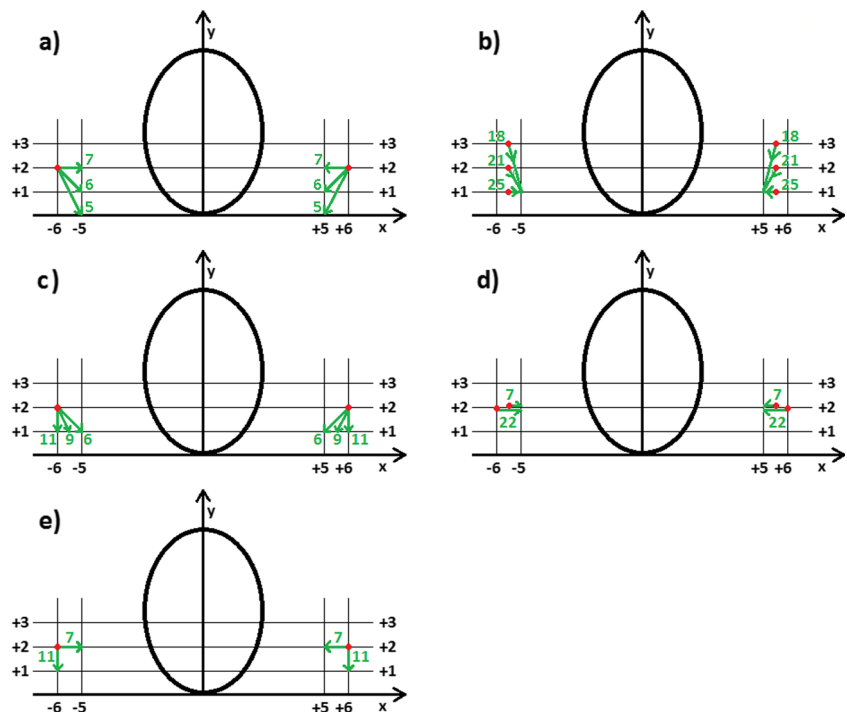 a)
y
+3 +3
+2 7 7 +2
+1 6 6 +1
5 5
-6 -5 +5 +6 x
b)
y
18 18
+3 +3
21 21
+2 +2
25 25
+1 +1
-6 -5 +5 +6 x
c)
y
+3 +3
+2 +2
+1 11 9 6 6 9 11 +1
-6 -5 +5 +6 x
d)
y
+3 +3
7 7
+2 +2
22 22
+1 +1
-6 -5 +5 +6 x
e)
y
+3 +3
7 7
+2 +2
11 11
+1 +1
-6 -5 +5 +6 x